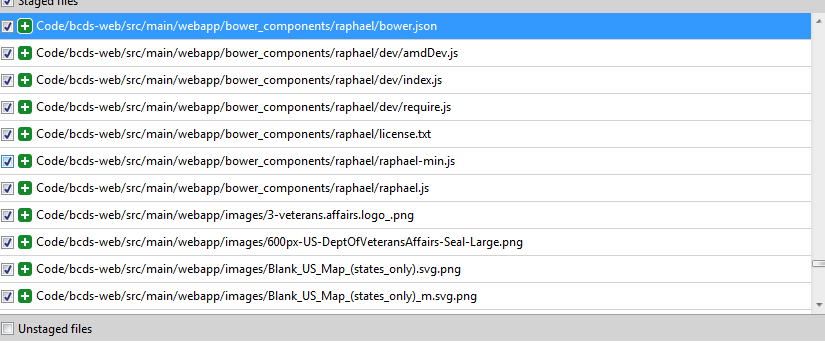 Staged files
Code/bcds-web/src/main/webapp/bower_components/raphael/bower.json
Code/bcds-web/src/main/webapp/bower_components/raphael/dev/amdDev.js
Code/bcds-web/src/main/webapp/bower_components/raphael/dev/index.js
Code/bcds-web/src/main/webapp/bower_components/raphael/dev/require.js
Code/bcds-web/src/main/webapp/bower_components/raphael/license.txt
Code/bcds-web/src/main/webapp/bower_components/raphael/raphael-min.js
Code/bcds-web/src/main/webapp/bower_components/raphael/raphael.js
Code/bcds-web/src/main/webapp/images/3-veterans.affairs.logo_.png
Code/bcds-web/src/main/webapp/images/600px-US-DeptOfVeteransAffairs-Seal-Large.png
Code/bcds-web/src/main/webapp/images/Blank_US_Map_(states_only).svg.png
Code/bcds-web/src/main/webapp/images/Blank_US_Map_(states_only)_m.svg.png
Unstaged files